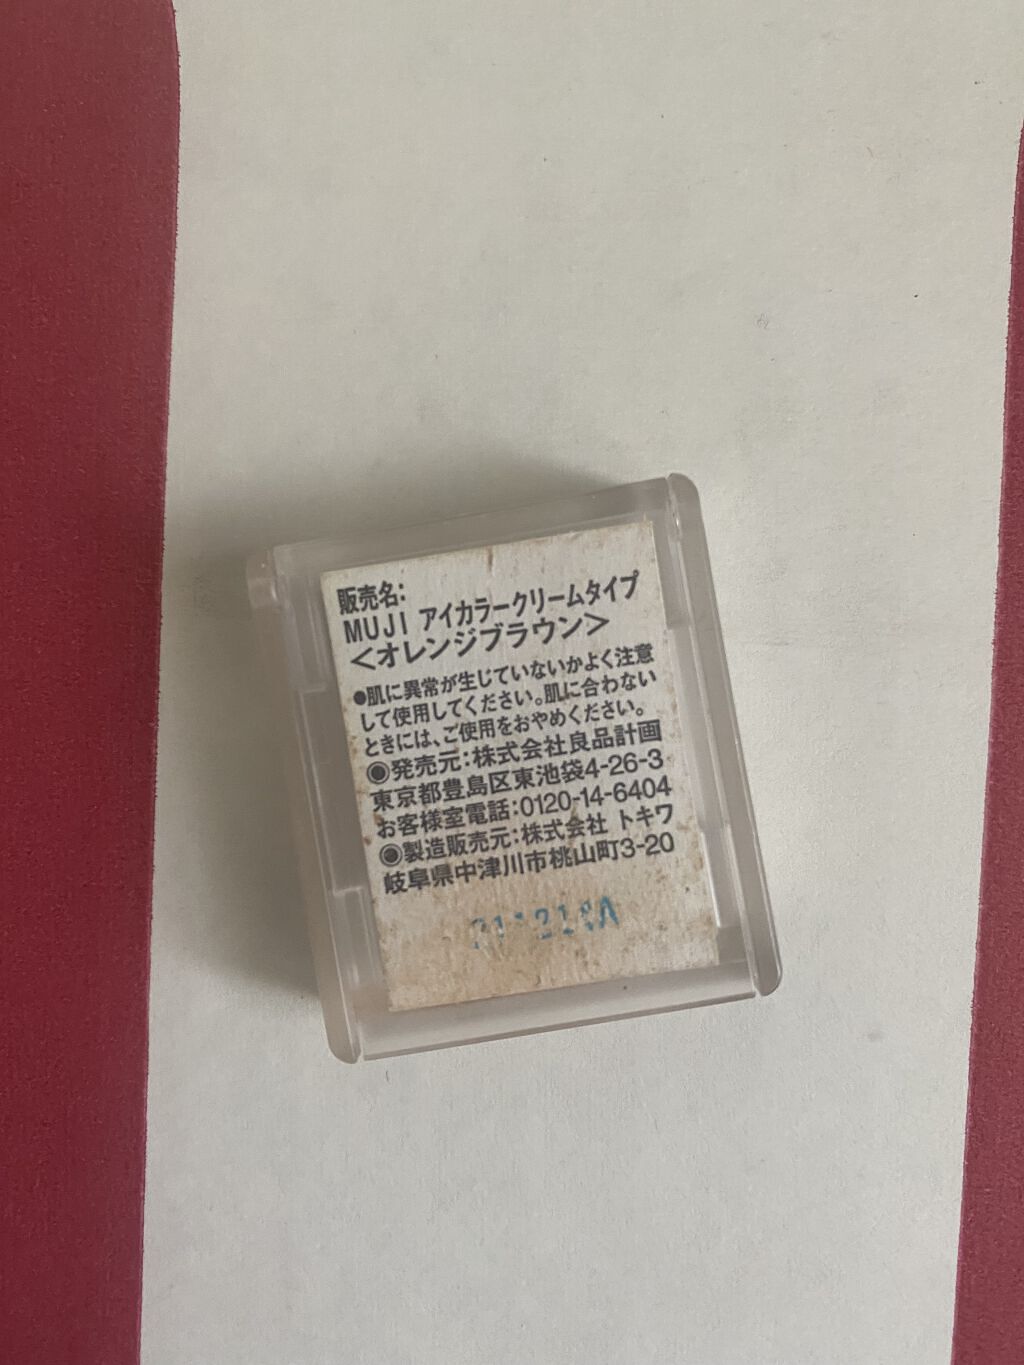 販売名:
MUJI アイカラークリームタイプ
<オレンジブラウン>
●肌に異常が生じていないかよく注意
して使用してください。肌に合わない
ときには、ご使用をおやめください。
◉発売元:株式会社良品計画
東京都豊島区東池袋4-26-3
お客様室電話:0120-14-6404
◉製造販売元:株式会社 トキワ
岐阜県中津川市桃山町3-20